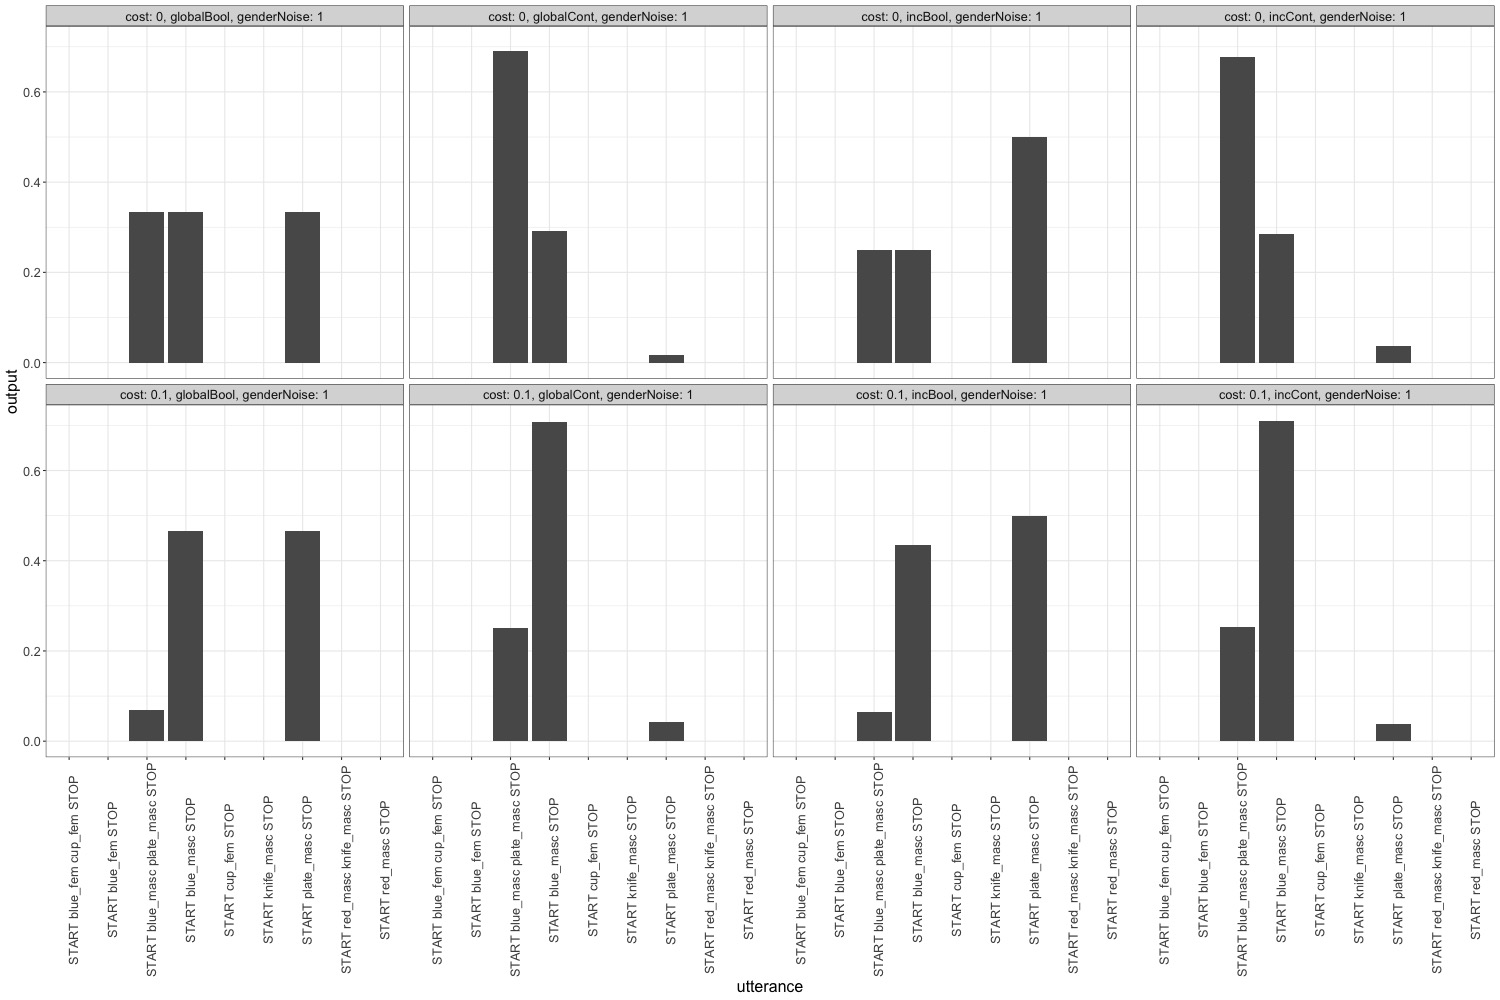 cost: 0, globalBool, genderNoise: 1
cost: 0, globalCont, genderNoise: 1
cost: 0, incBool, genderNoise: 1
cost: 0, incCont, genderNoise: 1
0.6
0.4
0.2
0.0
output
cost: 0.1, globalBool, genderNoise: 1
cost: 0.1, globalCont, genderNoise: 1
cost: 0.1, incBool, genderNoise: 1
cost: 0.1, incCont, genderNoise: 1
0.6
0.4
0.2
0.0
START blue_fem cup_fem STOP
START blue_fem STOP
START blue_masc plate_masc STOP
START blue_masc STOP
START cup_fem STOP
START knife_masc STOP
START plate_masc STOP
START red_masc knife_masc STOP
START red_masc STOP
START blue_fem cup_fem STOP
START blue_fem STOP
START blue_masc plate_masc STOP
START blue_masc STOP
START cup_fem STOP
START knife_masc STOP
START plate_masc STOP
START red_masc knife_masc STOP
START red_masc STOP
START blue_fem cup_fem STOP
START blue_fem STOP
START blue_masc plate_masc STOP
START blue_masc STOP
START cup_fem STOP
START knife_masc STOP
START plate_masc STOP
START red_masc knife_masc STOP
START red_masc STOP
START blue_fem cup_fem STOP
START blue_fem STOP
START blue_masc plate_masc STOP
START blue_masc STOP
START cup_fem STOP
START knife_masc STOP
START plate_masc STOP
START red_masc knife_masc STOP
START red_masc STOP
utterance